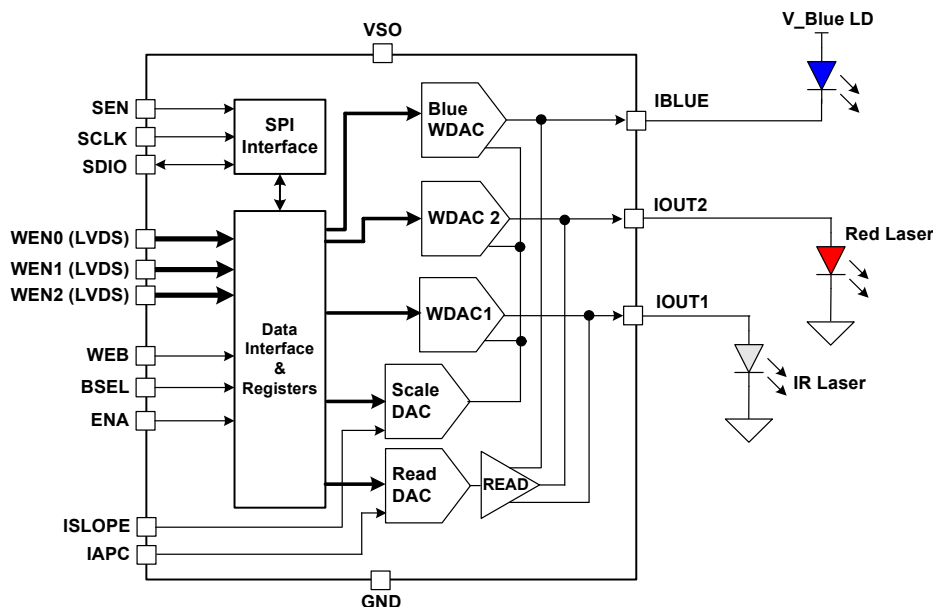 VSO
V_Blue LD
SEN
SCLK
SDIO
SPI
Interface
Blue
WDAC
IBLUE
WEN0 (LVDS)
WEN1 (LVDS)
WEN2 (LVDS)
WDAC 2
IOUT2
Red Laser
WDAC1
IOUT1
IR Laser
Data
Interface
&
Registers
WEB
BSEL
ENA
Scale
DAC
Read
DAC
READ
ISLOPE
IAPC
GND